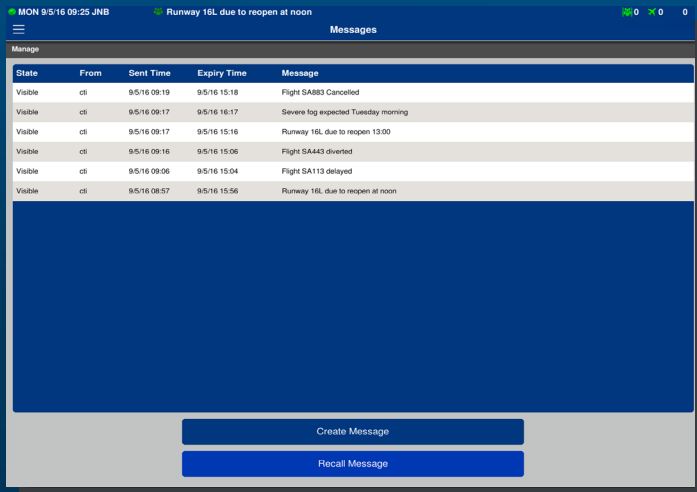 MON 9/5/16 09:25 JNB Runway 16L due to reopen at noon 0 0 0
Messages
Manage
State From Sent Time Expiry Time Message
Visible cti 9/5/16 09:19 9/5/16 15:18 Flight SA883 Cancelled
Visible cti 9/5/16 09:17 9/5/16 16:17 Severe fog expected Tuesday morning
Visible cti 9/5/16 09:17 9/5/16 15:16 Runway 16L due to reopen 13:00
Visible cti 9/5/16 09:16 9/5/16 15:06 Flight SA443 diverted
Visible cti 9/5/16 09:06 9/5/16 15:04 Flight SA113 delayed
Visible cti 9/5/16 08:57 9/5/16 15:56 Runway 16L due to reopen at noon
Create Message
Recall Message